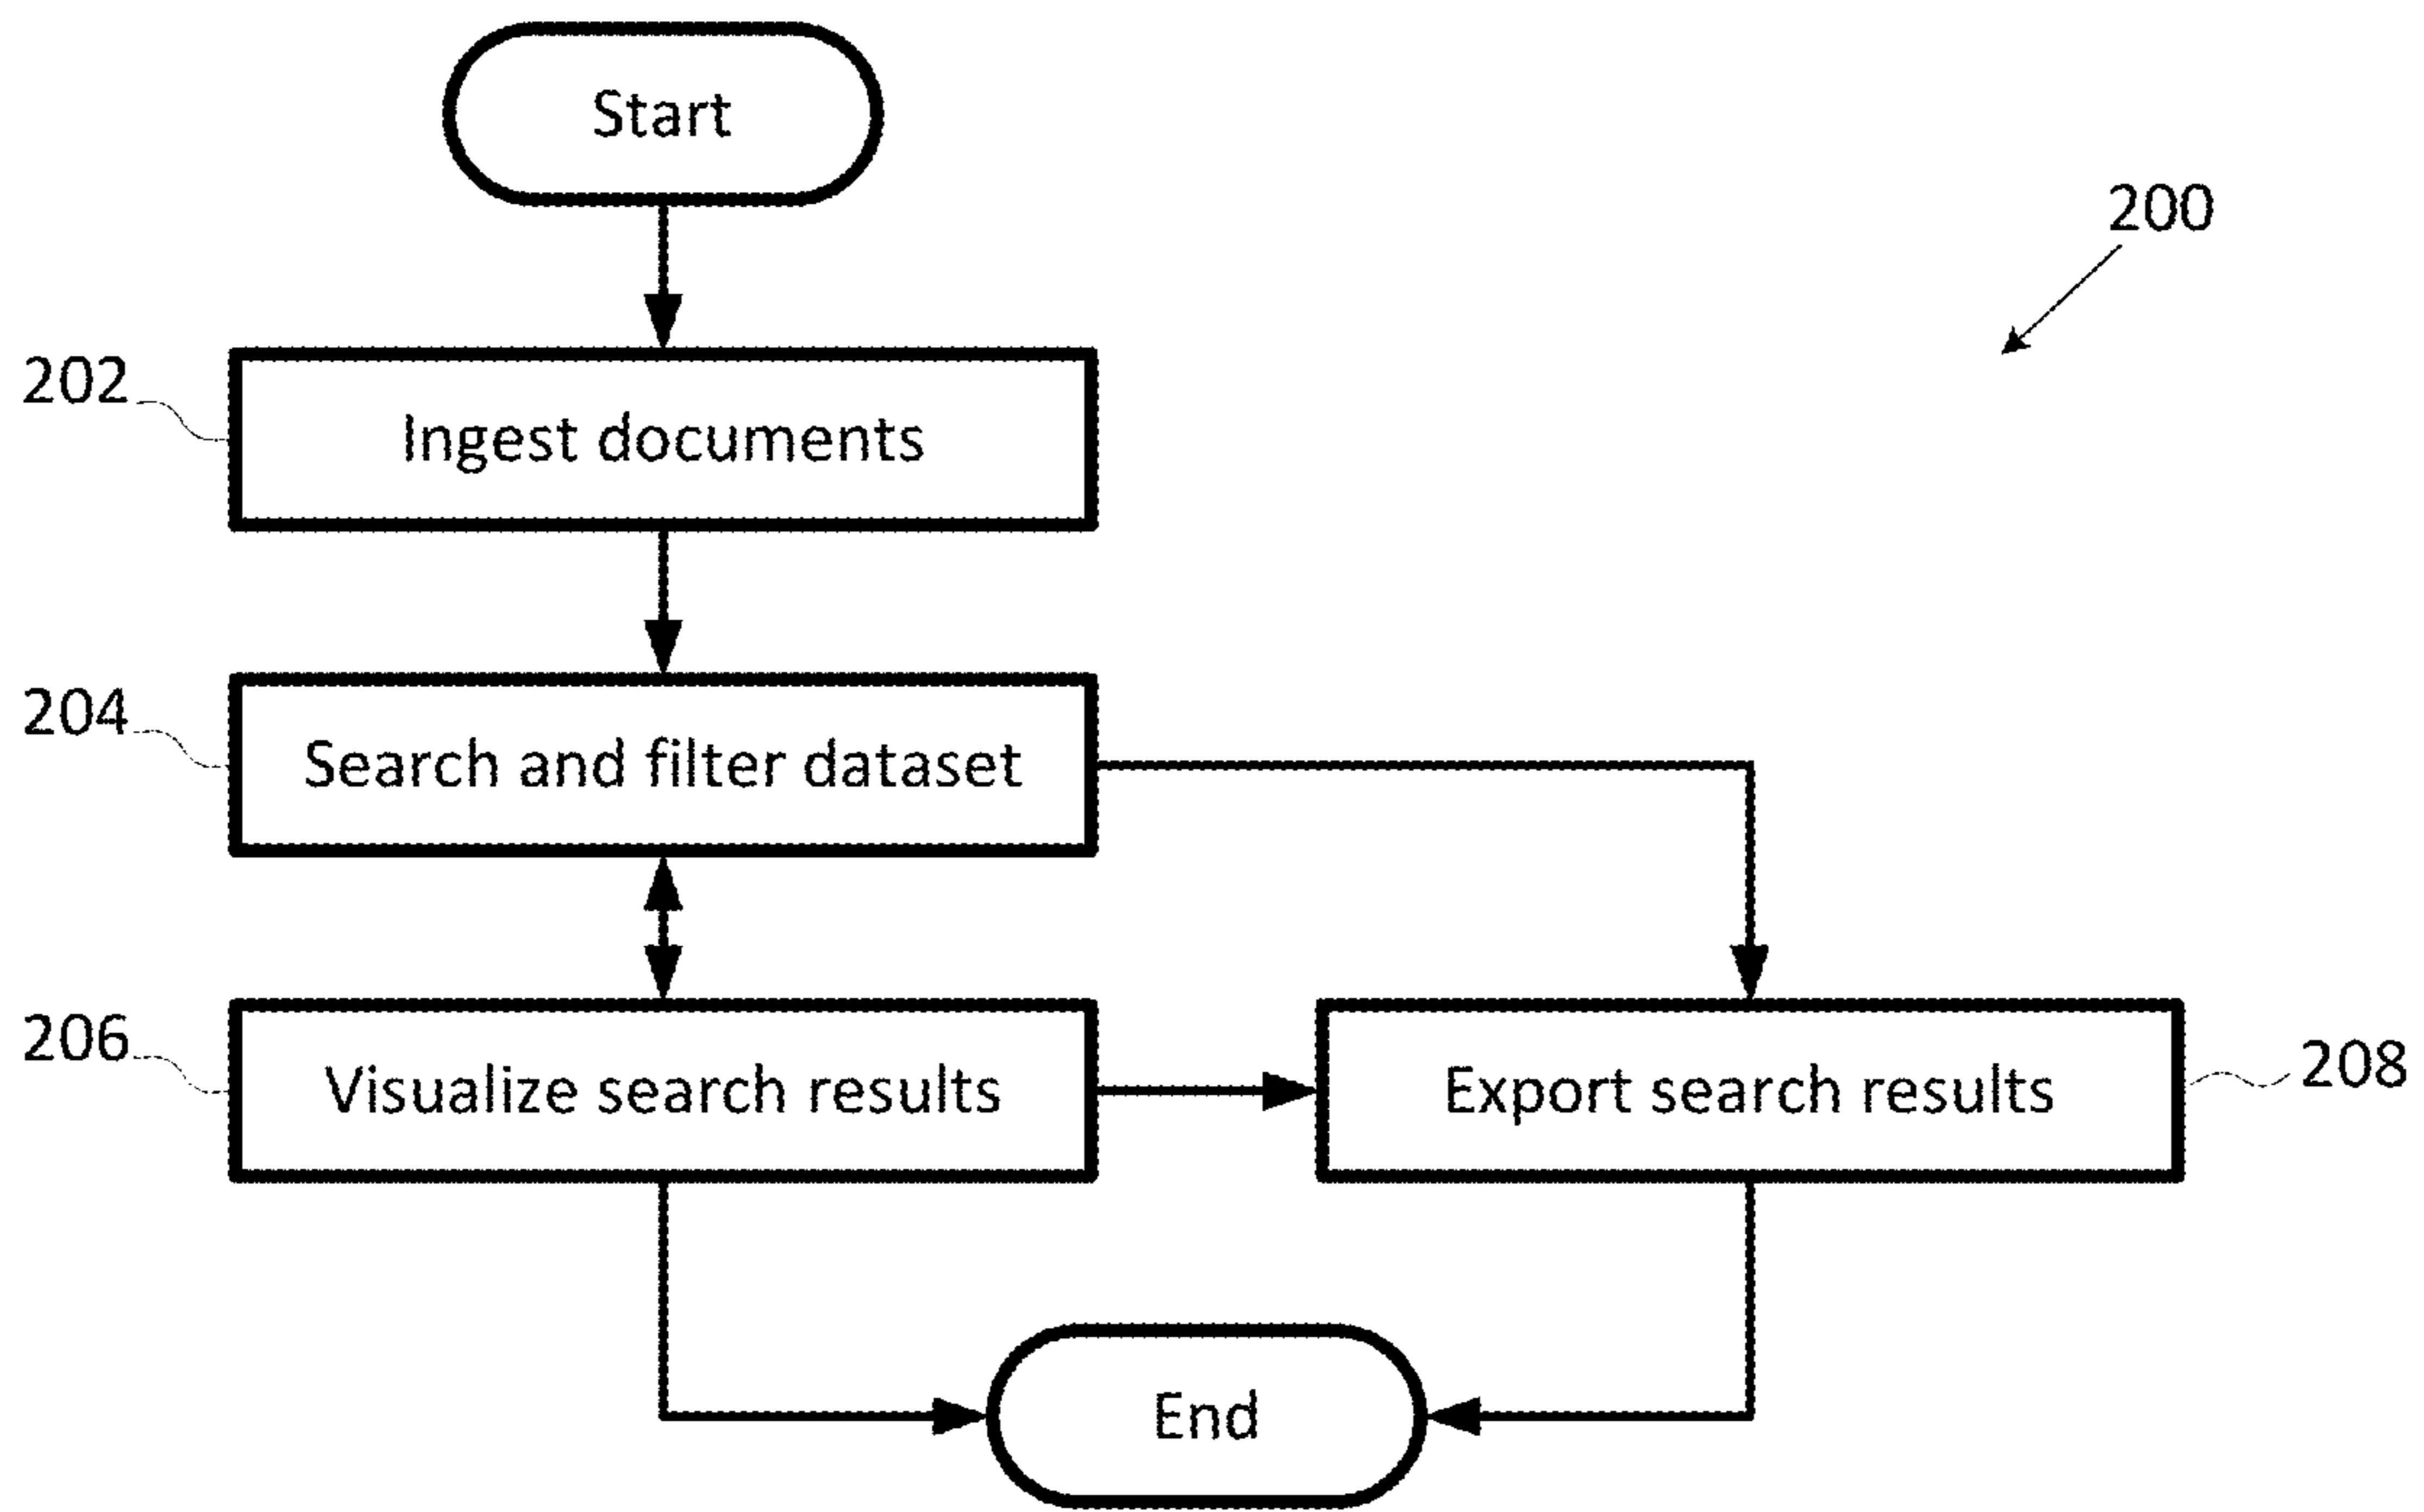 Start
200
202
Ingest documents
204
Search and filter dataset
206
Visualize search results
Export search results
208
End